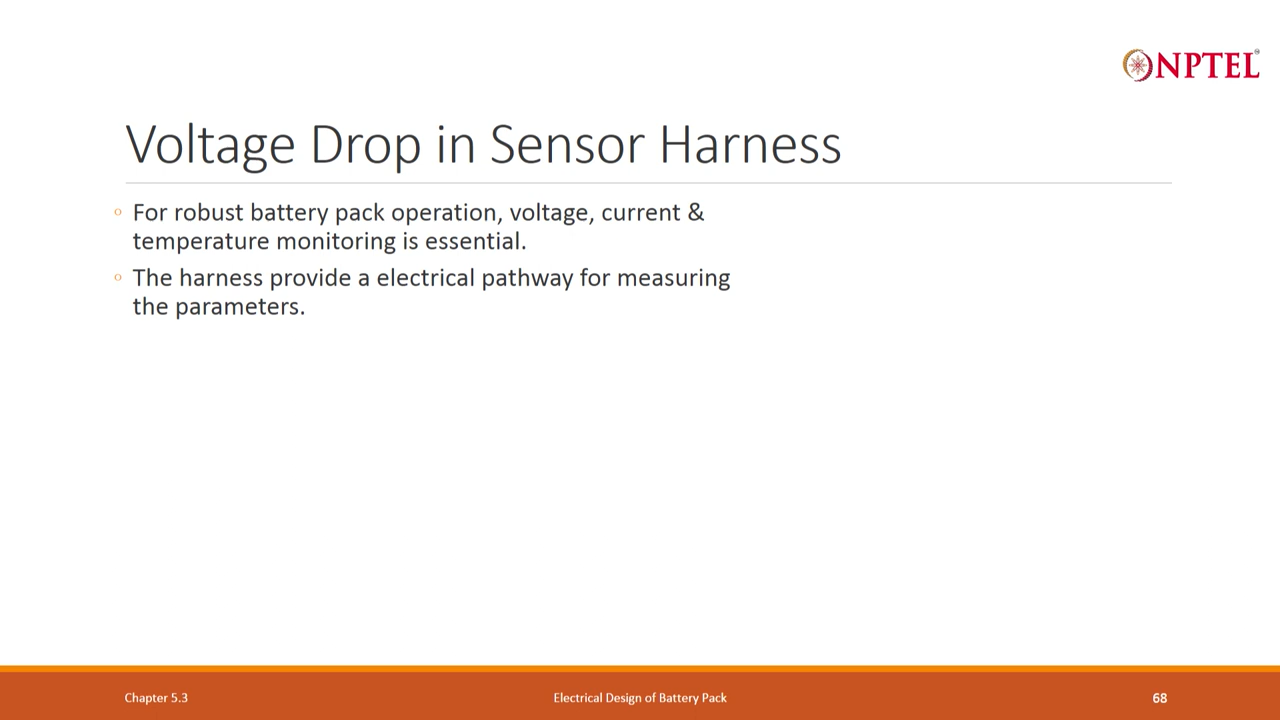 NPTEL
Voltage Drop in Sensor Harness
For robust battery pack operation, voltage, current &
temperature monitoring is essential.
The harness provide a electrical pathway for measuring
the parameters.
Chapter 5.3
Electrical Design of Battery Pack
68